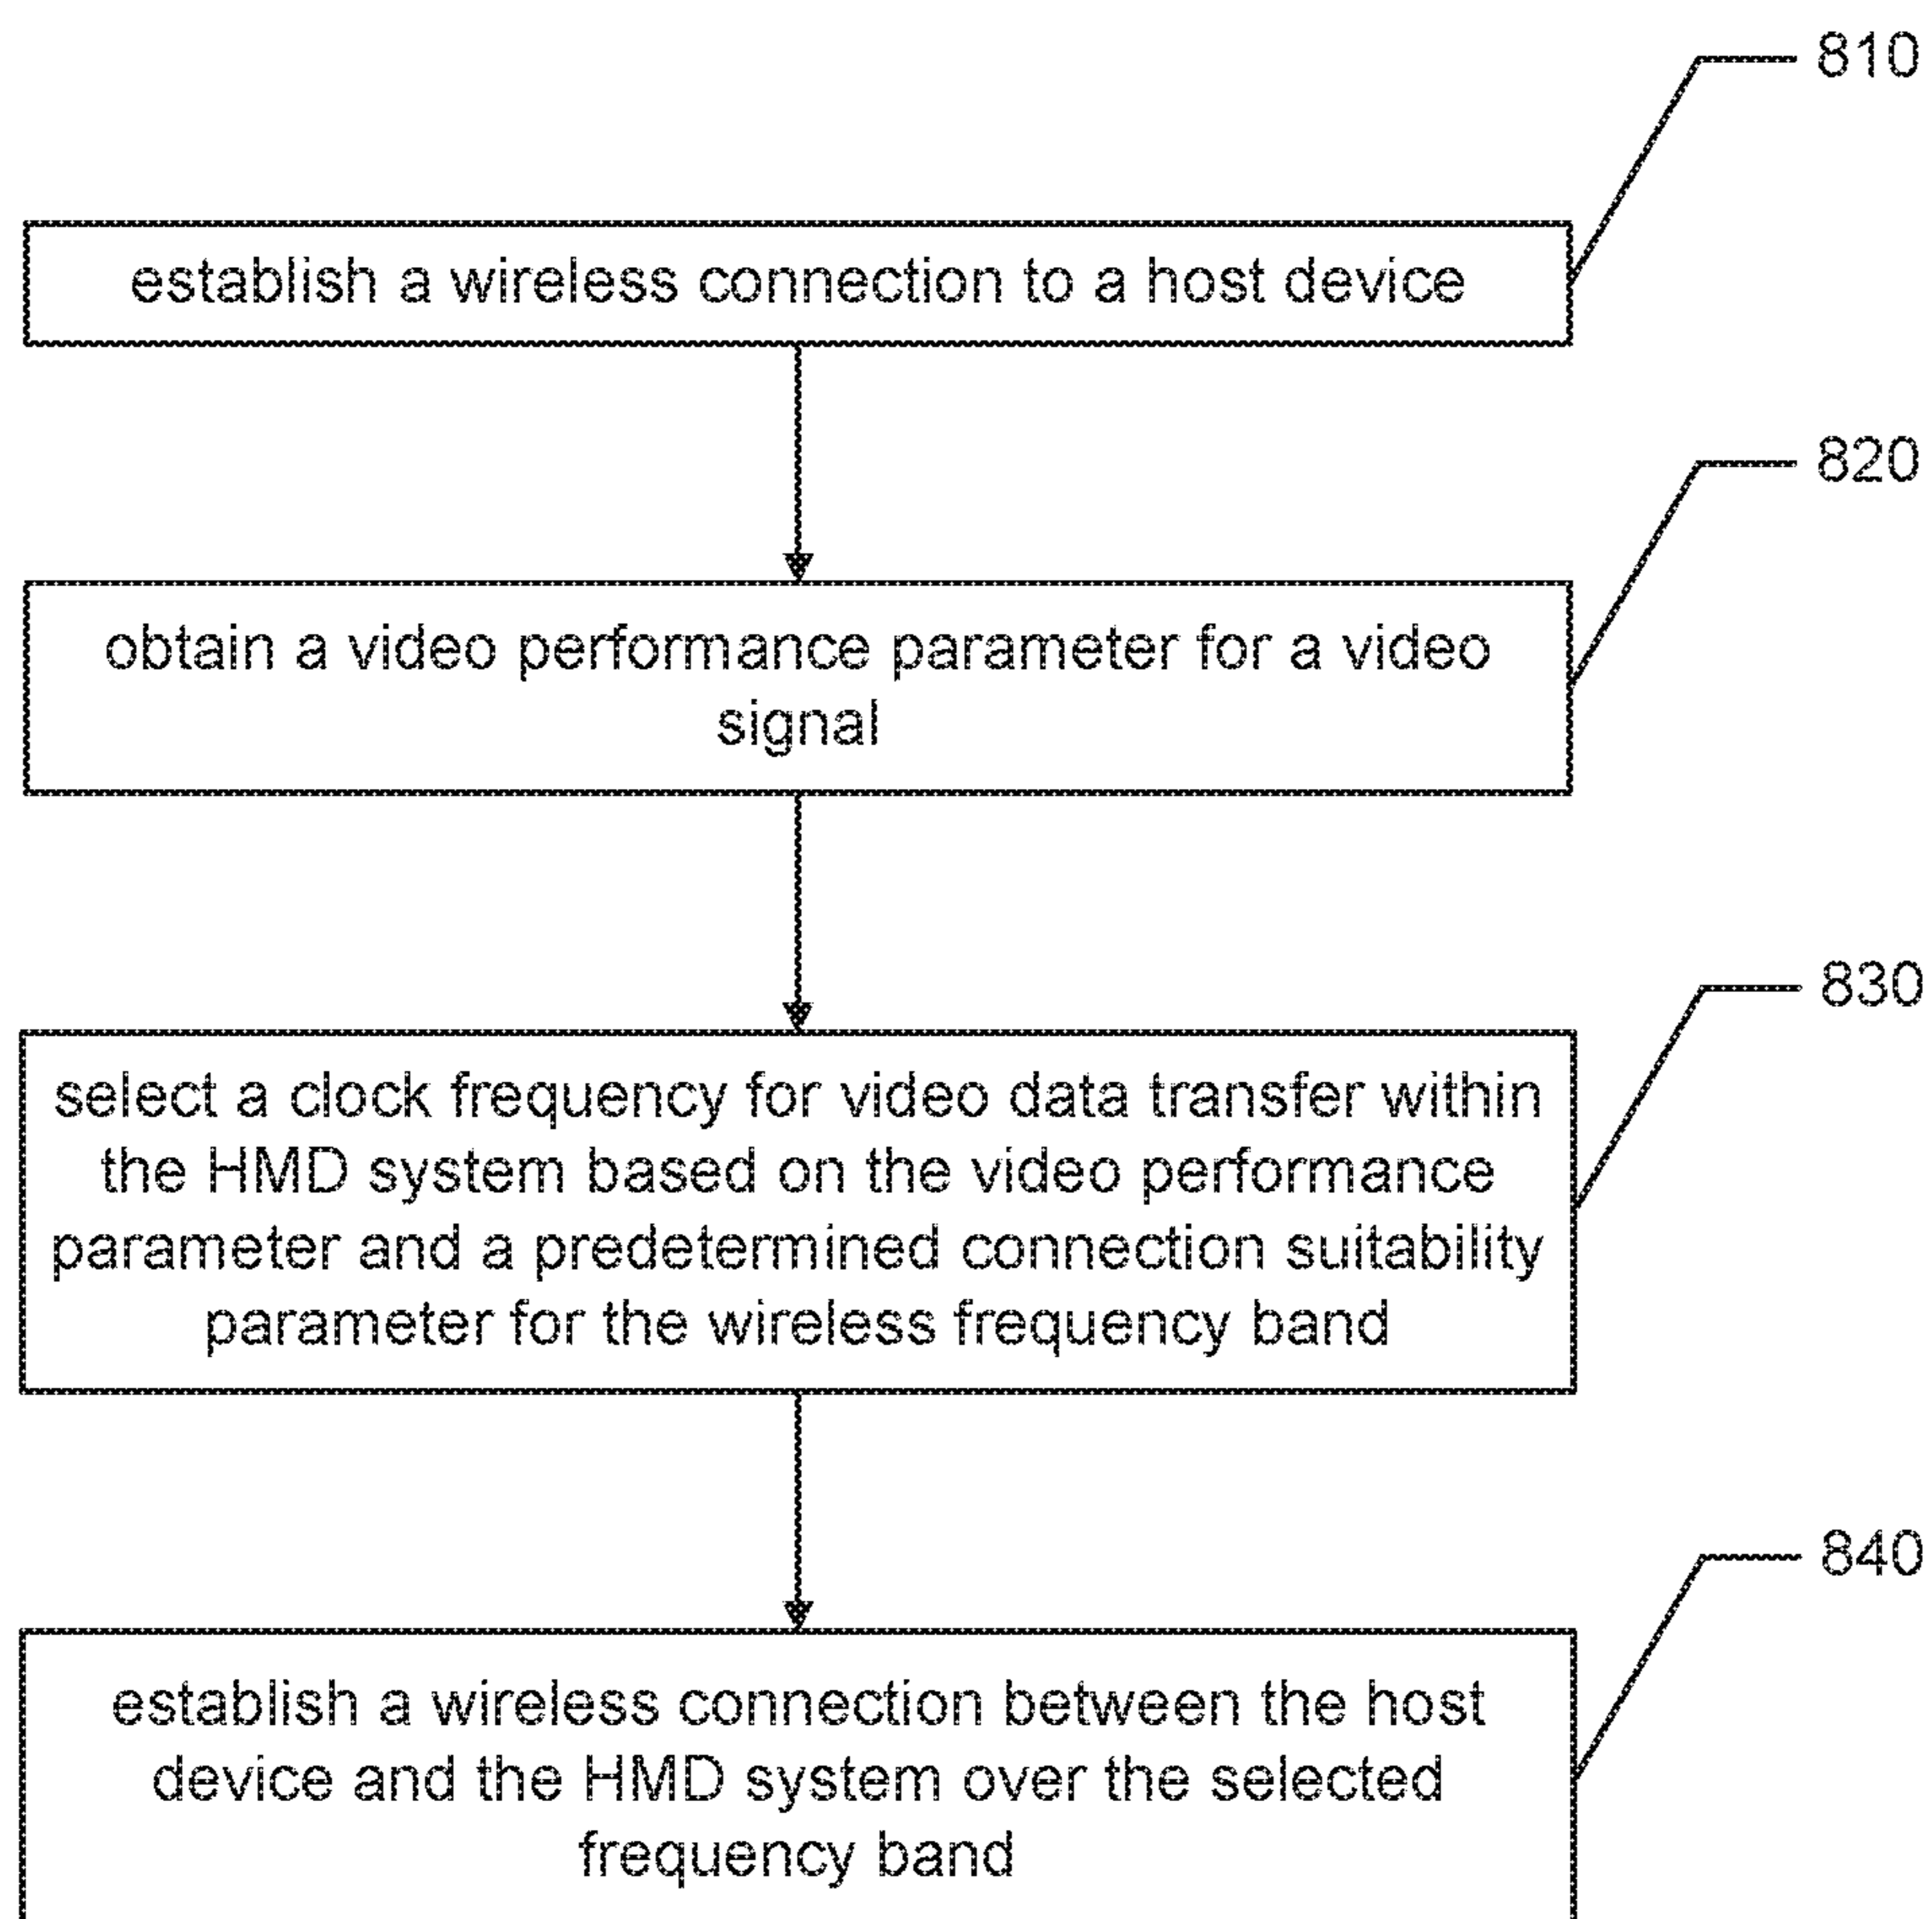 810
establish a wireless connection to a host device
820
obtain a video performance parameter for a video
signal
830
select a clock frequency for video data transfer within
the HMD system based on the video performance
parameter and a predetermined connection suitability
parameter for the wireless frequency band
840
establish a wireless connection between the host
device and the HMD system over the selected
frequency band